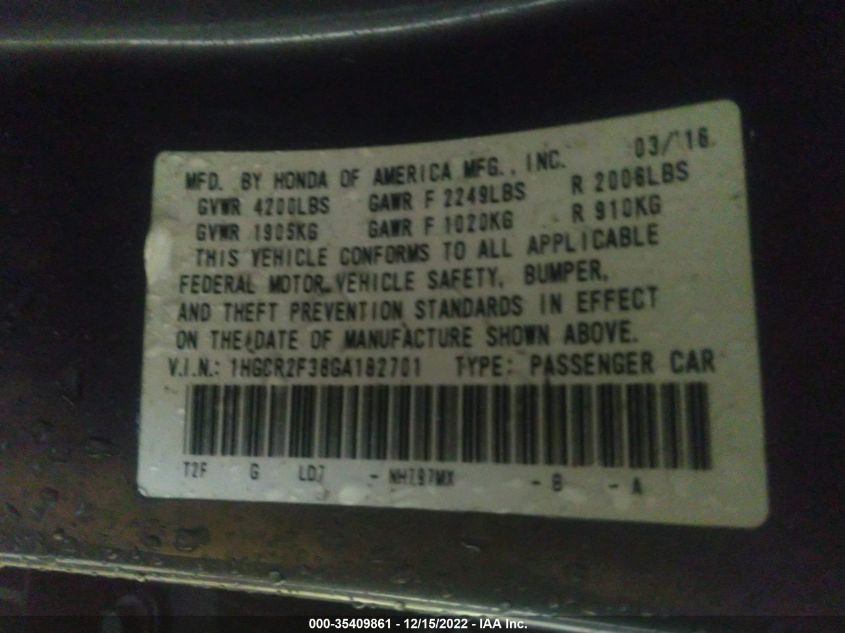 03/'16
MFD. BY HONDA OF AMERICA MFG., INC.
GVWR 4200LBS GAWR F 2249LBS R 2006LBS
GVWR 1905KG GAWR F 1020KG R 910KG
THIS VEHICLE CONFORMS TO ALL APPLICABLE
FEDERAL MOTOR VEHICLE SAFETY, BUMPER,
AND THEFT PREVENTION STANDARDS IN EFFECT
ON THE DATE OF MANUFACTURE SHOWN ABOVE.
V.I.N.: 1HGCR2F38GA182701 TYPE: PASSENGER CAR
T2F G LD7 - NH797MX - B - A
000-35409861 - 12/15/2022 - IAA Inc.